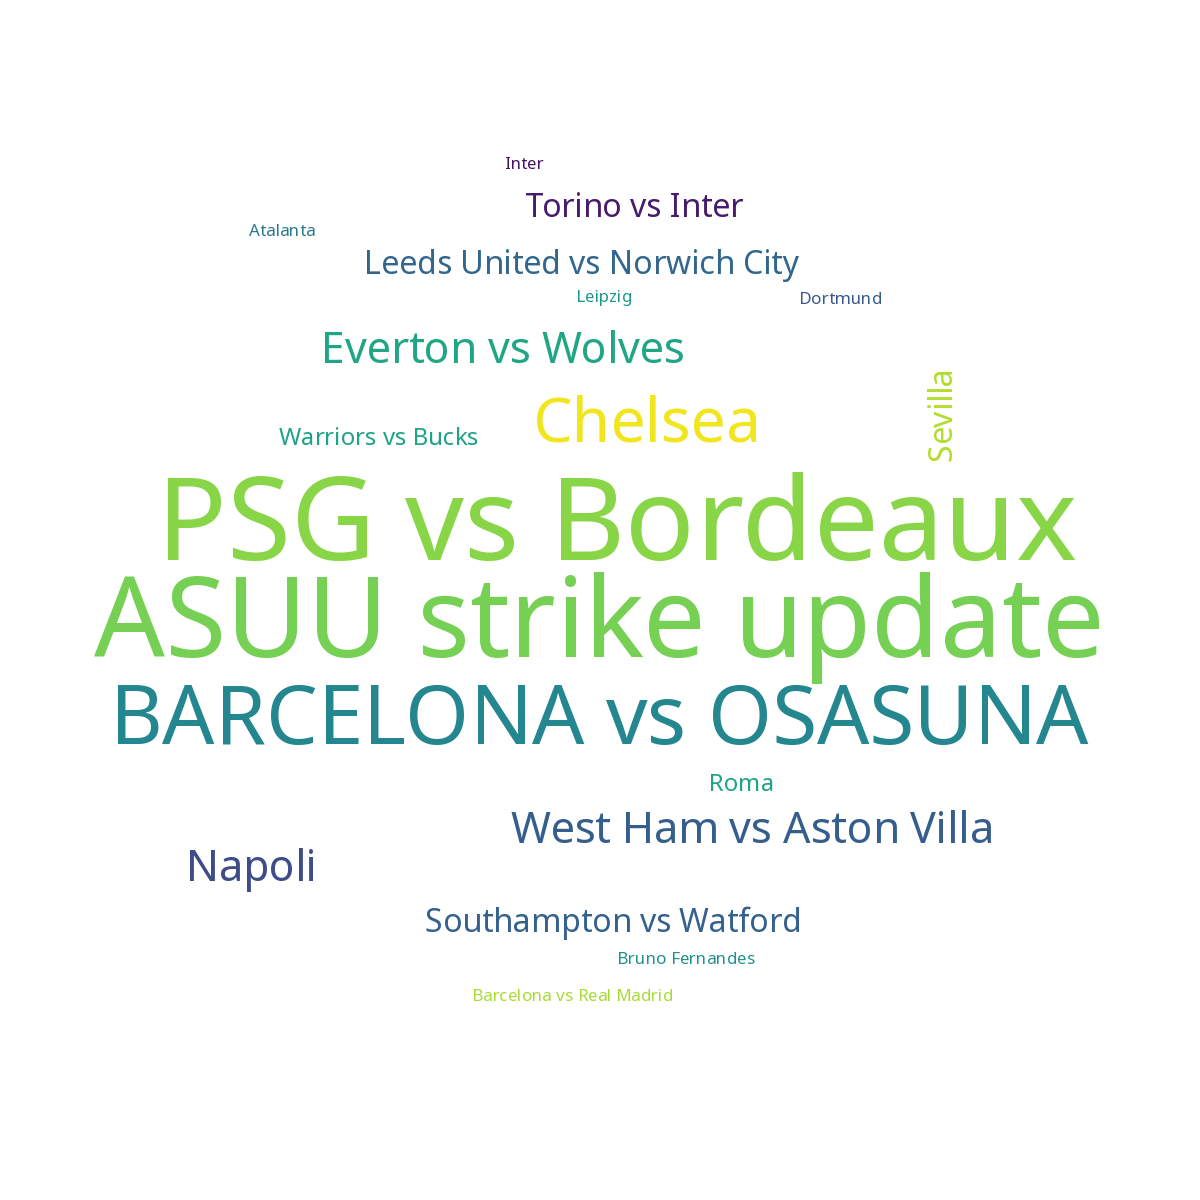 Inter
Torino vs Inter
Atalanta
Leeds United vs Norwich City
Leipzig
Dortmund
Everton vs Wolves
Sevilla
Chelsea
Warriors vs Bucks
PSG vs Bordeaux
ASUU strike update
BARCELONA vs OSASUNA
Roma
West Ham vs Aston Villa
Napoli
Southampton vs Watford
Bruno Fernandes
Barcelona vs Real Madrid